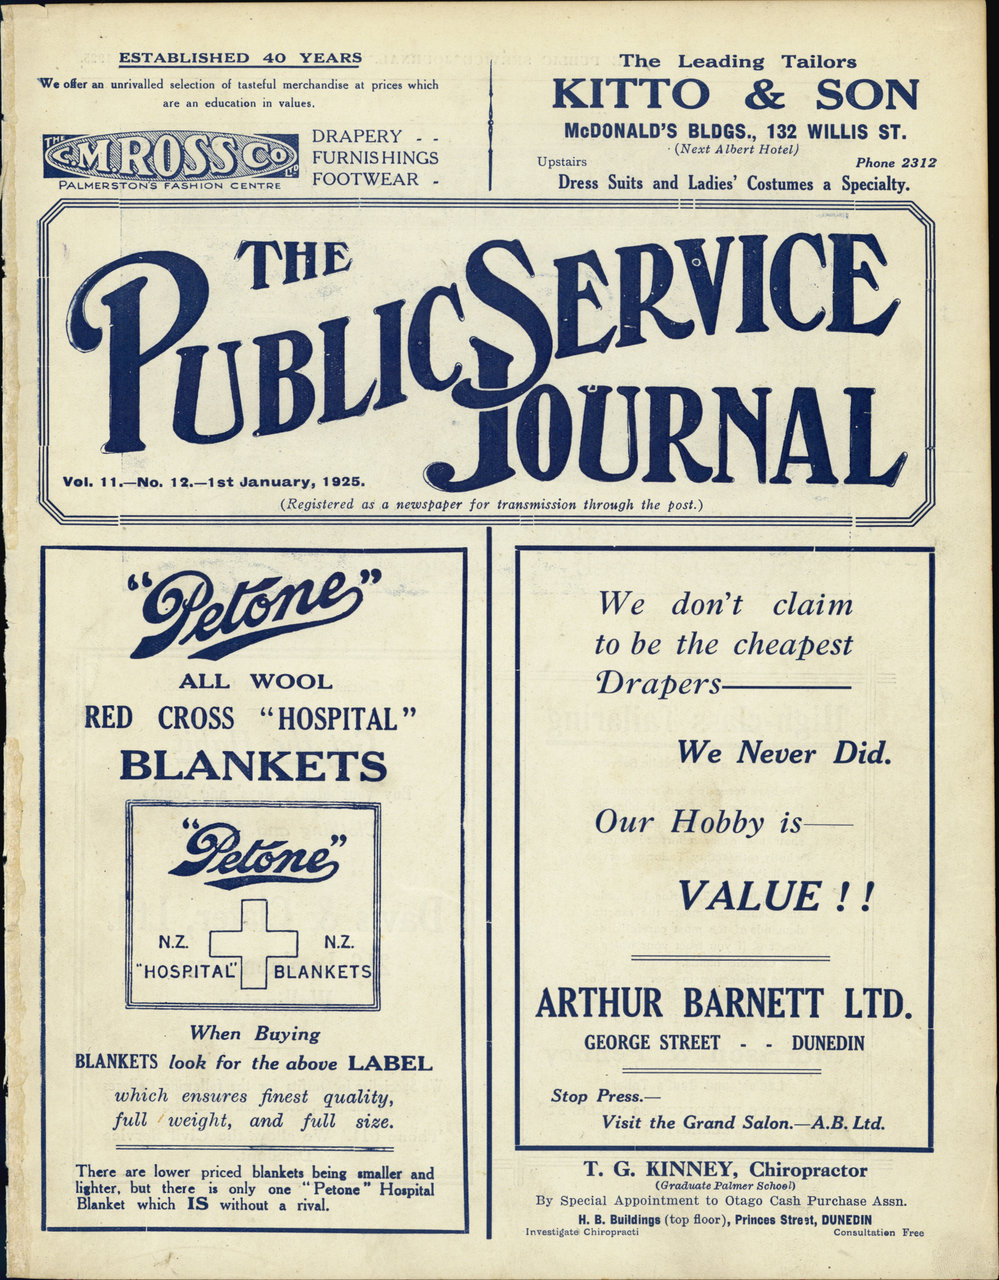 ESTABLISHED 40 YEARS
We offer an unrivalled selection of tasteful merchandise at prices which
are an education in values.
THE C.M. ROSS Co LTD
PALMERSTON'S FASHION CENTRE
DRAPERY - -
FURNISHINGS
FOOTWEAR -
The Leading Tailors
KITTO & SON
McDONALD'S BLDGS., 132 WILLIS ST.
(Next Albert Hotel)
Upstairs Phone 2312
Dress Suits and Ladies' Costumes a Specialty.
THE
PUBLIC SERVICE
JOURNAL
Vol. 11.—No. 12.—1st January, 1925.
(Registered as a newspaper for transmission through the post.)
"Petone"
ALL WOOL
RED CROSS "HOSPITAL"
BLANKETS
"Petone"
N.Z. N.Z.
"HOSPITAL" BLANKETS
When Buying
BLANKETS look for the above LABEL
which ensures finest quality,
full weight, and full size.
There are lower priced blankets being smaller and
lighter, but there is only one "Petone" Hospital
Blanket which IS without a rival.
We don't claim
to be the cheapest
Drapers—
We Never Did.
Our Hobby is—
VALUE ! !
ARTHUR BARNETT LTD.
GEORGE STREET - - DUNEDIN
Stop Press.—
Visit the Grand Salon.—A.B. Ltd.
T. G. KINNEY, Chiropractor
(Graduate Palmer School)
By Special Appointment to Otago Cash Purchase Assn.
H. B. Buildings (top floor), Princes Street, DUNEDIN
Investigate Chiropracti Consultation Free